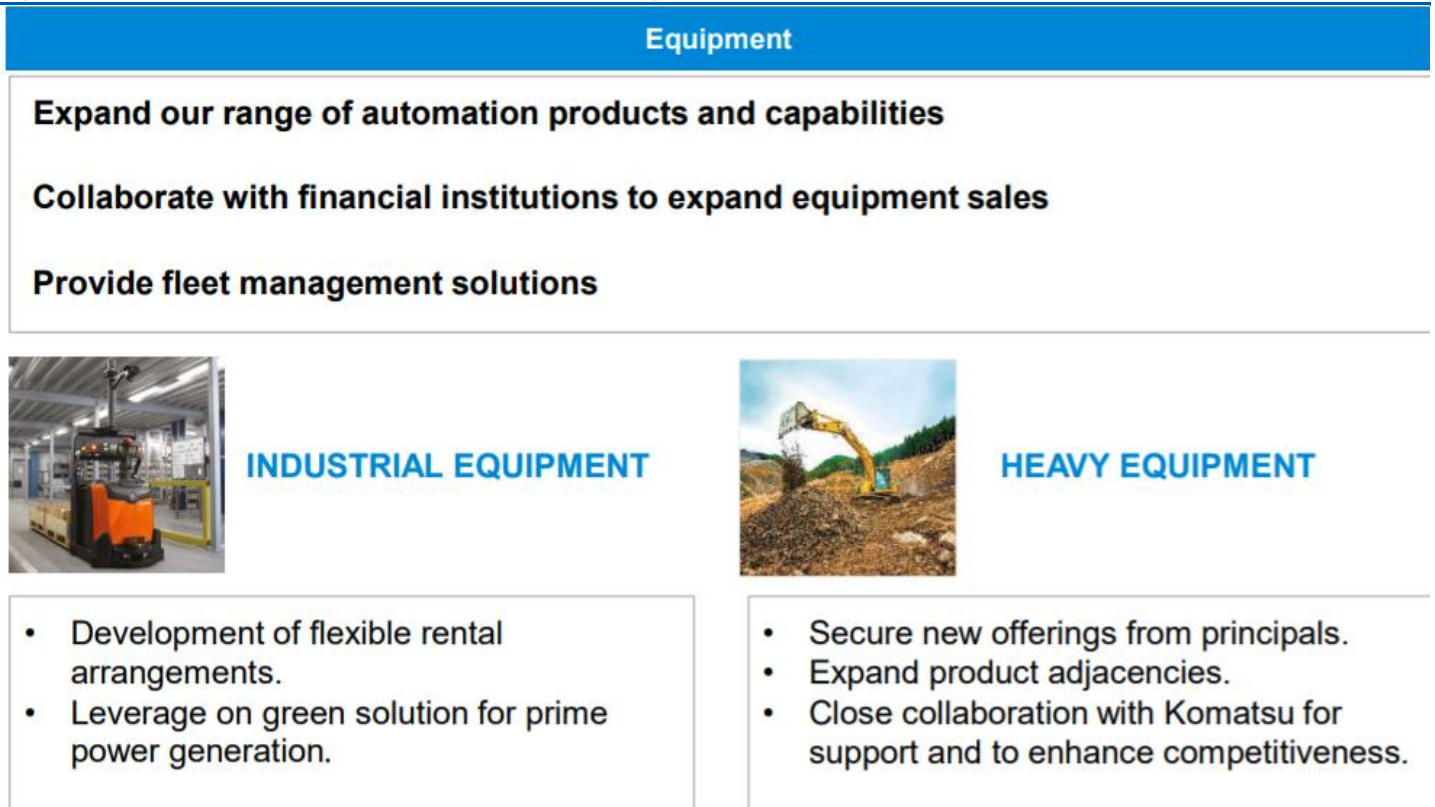 Equipment
Expand our range of automation products and capabilities
Collaborate with financial institutions to expand equipment sales
Provide fleet management solutions
INDUSTRIAL EQUIPMENT
HEAVY EQUIPMENT
• Development of flexible rental
arrangements.
• Leverage on green solution for prime
power generation.
• Secure new offerings from principals.
• Expand product adjacencies.
• Close collaboration with Komatsu for
support and to enhance competitiveness.